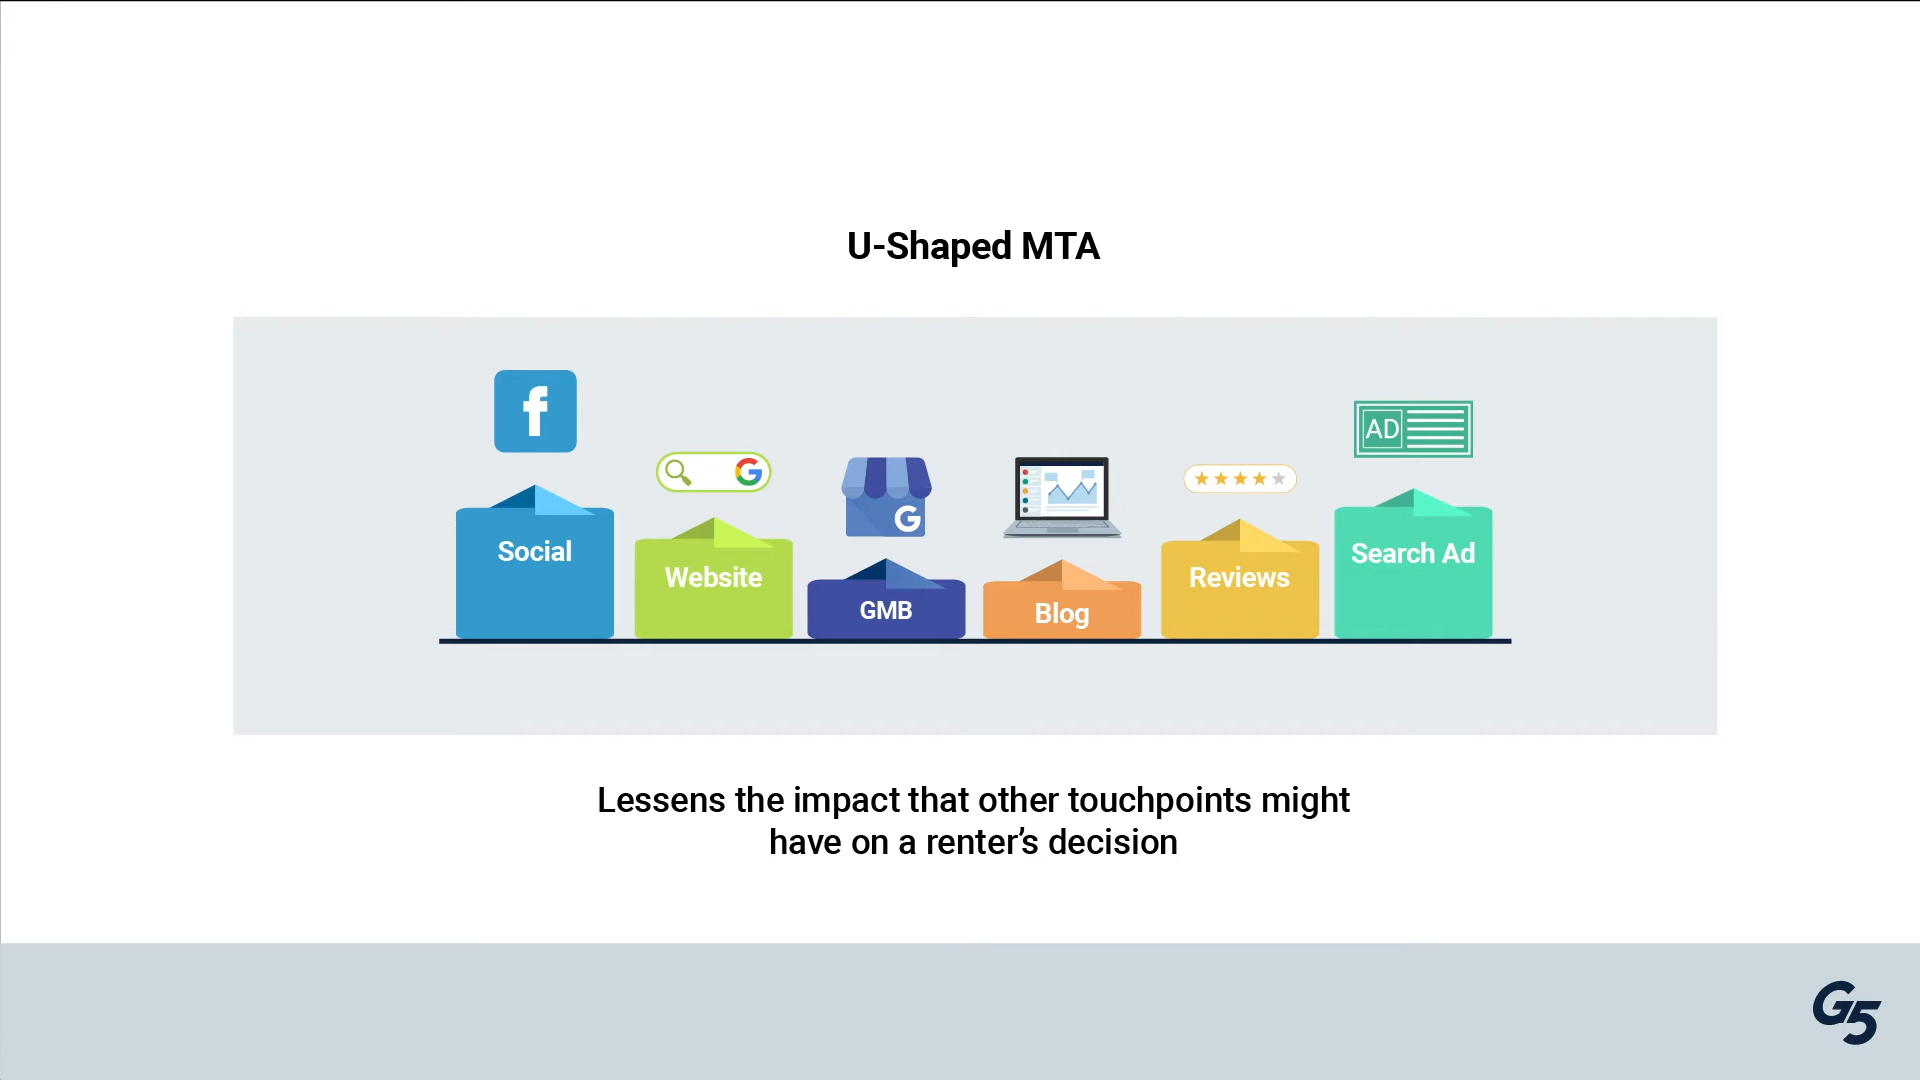 U-Shaped MTA
f
G
G
AD
Social
Website
GMB
Blog
Reviews
Search Ad
Lessens the impact that other touchpoints might
have on a renter’s decision
G5